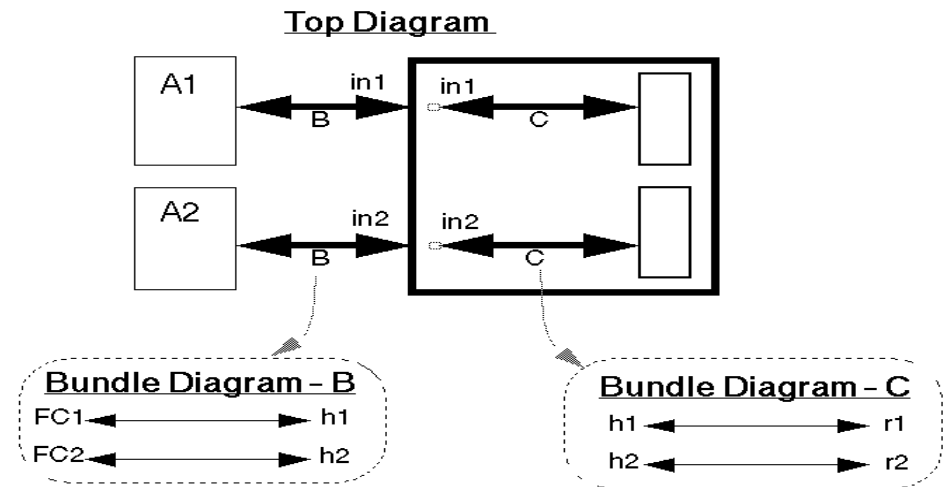 Top Diagram
A1
in1
in1
B
C
A2
in2
in2
B
C
Bundle Diagram - B
FC1 h1
FC2 h2
Bundle Diagram - C
h1 r1
h2 r2